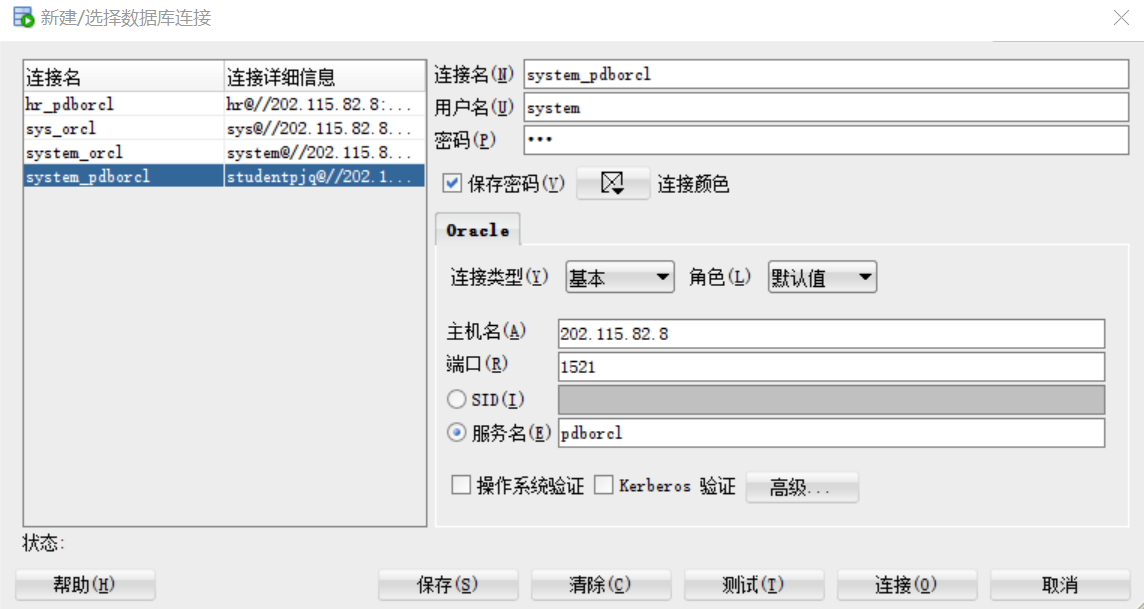 新建/选择数据库连接
连接名 连接详细信息
hr_pdborcl hr@//202.115.82.8:...
sys_orcl sys@//202.115.82.8...
system_orcl system@//202.115.8...
system_pdborcl studentpjq@//202.1...
连接名(N) system_pdborcl
用户名(U) system
密码(P) •••
保存密码(V) 连接颜色
Oracle
连接类型(Y) 基本 角色(L) 默认值
主机名(A) 202.115.82.8
端口(R) 1521
SID(I)
服务名(E) pdborcl
操作系统验证 Kerberos 验证 高级...
状态:
帮助(H) 保存(S) 清除(C) 测试(T) 连接(O) 取消